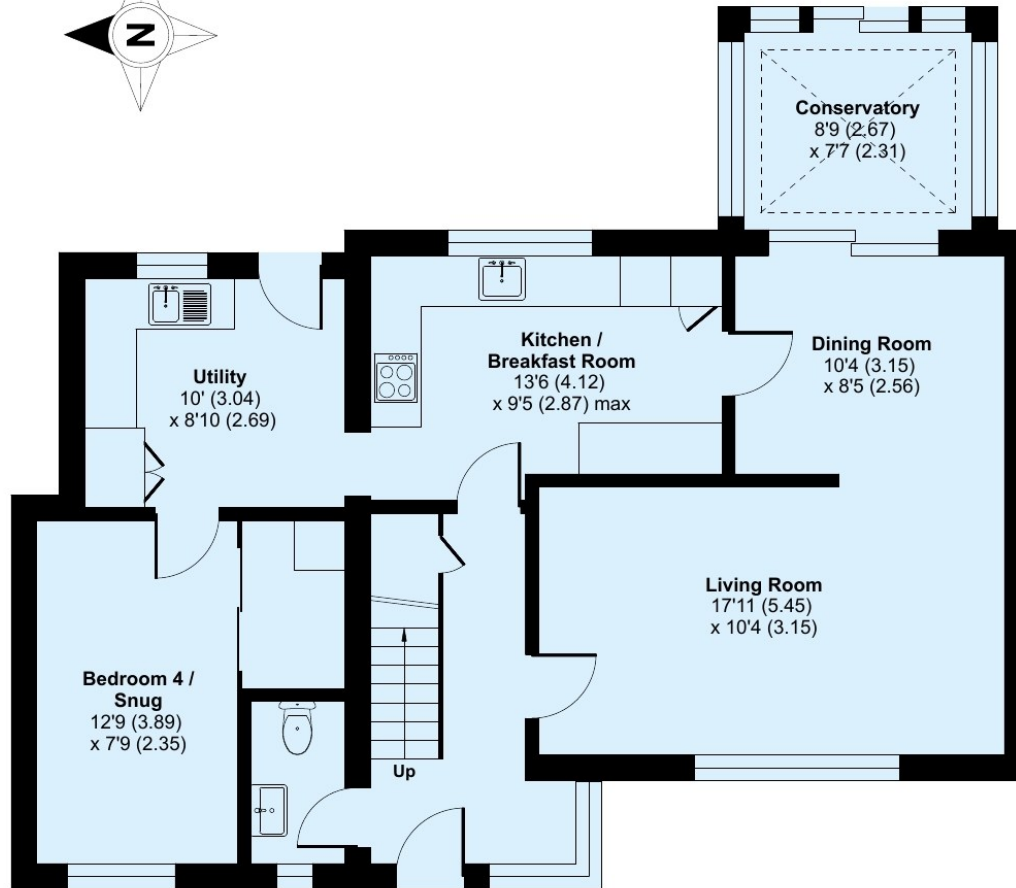 N
Conservatory
8'9 (2.67)
x 7'7 (2.31)
Kitchen /
Breakfast Room
13'6 (4.12)
x 9'5 (2.87) max
Dining Room
10'4 (3.15)
x 8'5 (2.56)
Utility
10' (3.04)
x 8'10 (2.69)
Living Room
17'11 (5.45)
x 10'4 (3.15)
Bedroom 4 /
Snug
12'9 (3.89)
x 7'9 (2.35)
Up